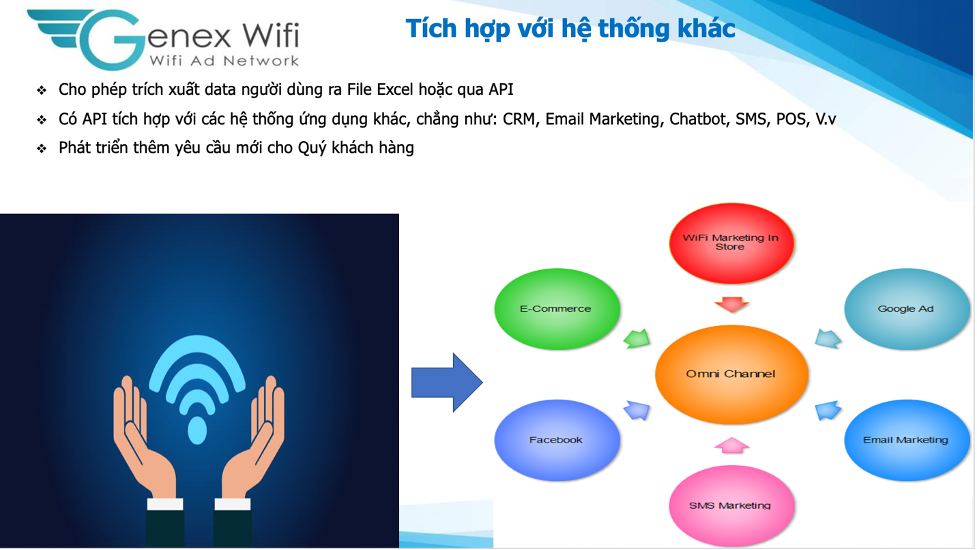 Genex Wifi
Wifi Ad Network
Tích hợp với hệ thống khác
Cho phép trích xuất data người dùng ra File Excel hoặc qua API
Có API tích hợp với các hệ thống ứng dụng khác, chẳng như: CRM, Email Marketing, Chatbot, SMS, POS, V.v
Phát triển thêm yêu cầu mới cho Quý khách hàng
WiFi Marketing In
Store
E-Commerce
Google Ad
Omni Channel
Facebook
Email Marketing
SMS Marketing